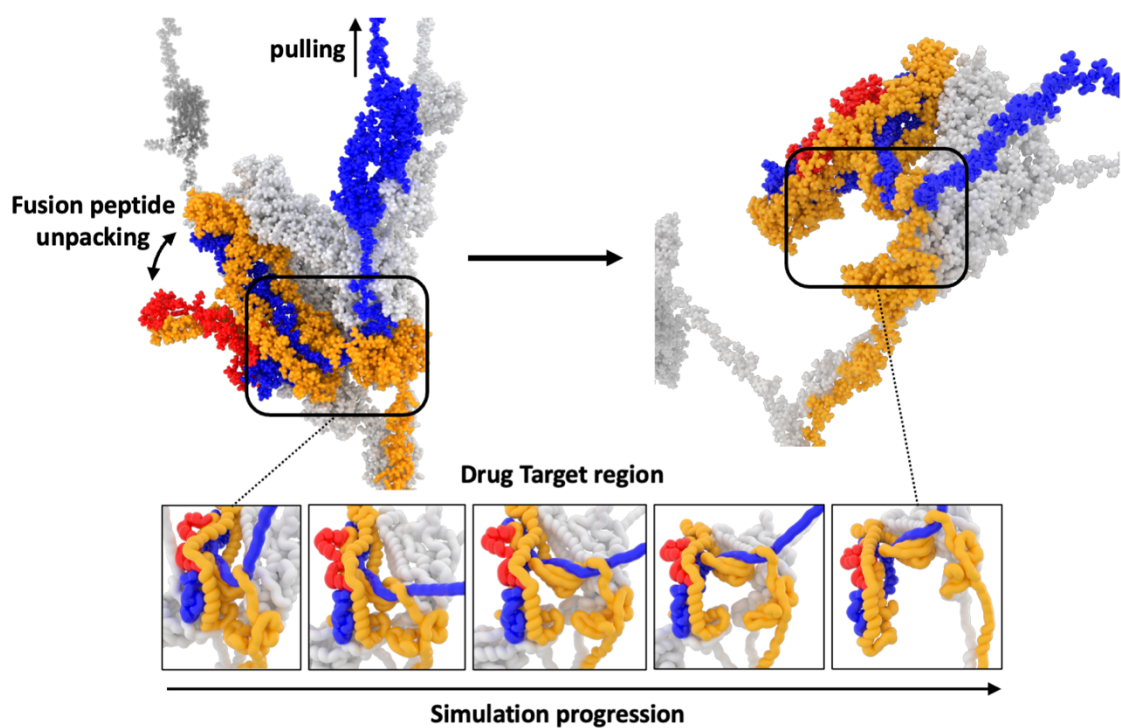 pulling
Fusion peptide
unpacking
Drug Target region
Simulation progression